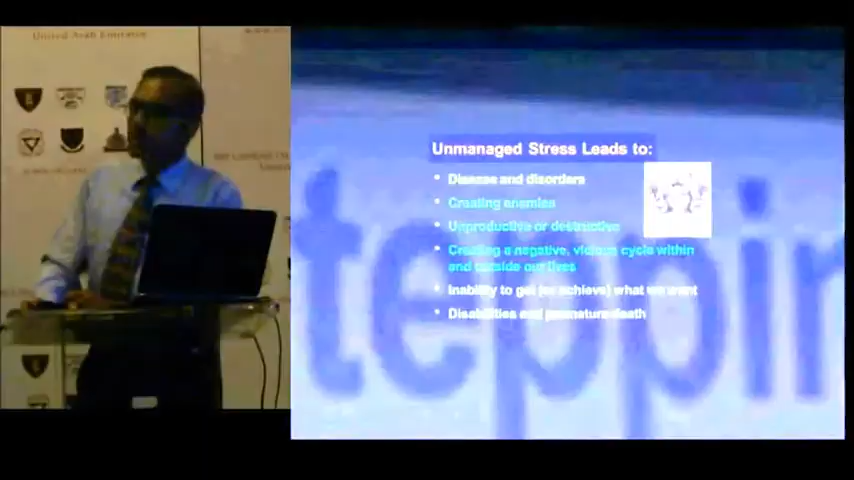 United Arab Emirates
Unmanaged Stress Leads to:
• Disease and disorders
• Creating enemies
• Unproductive or destructive
• Creating a negative, vicious cycle within
and outside our lives
• Inability to get (or achieve) what we want
• Disabilities and premature death
teppin